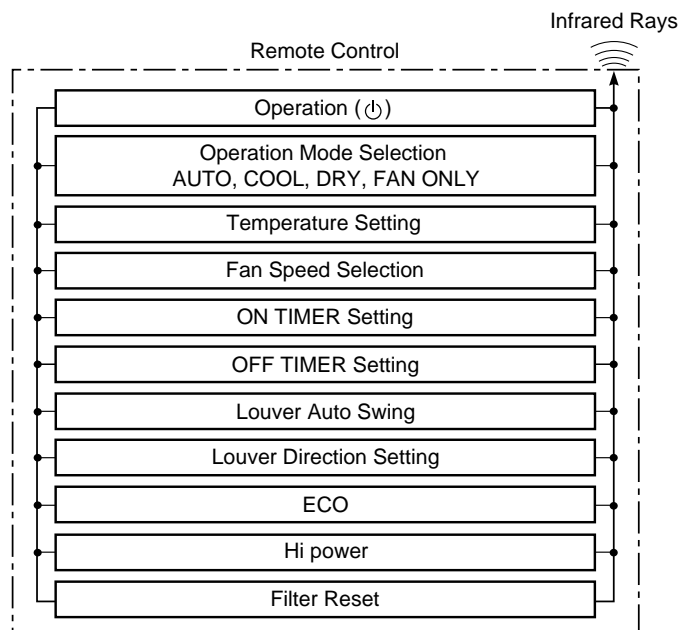 Infrared Rays
Remote Control
Operation (⏻)
Operation Mode Selection
AUTO, COOL, DRY, FAN ONLY
Temperature Setting
Fan Speed Selection
ON TIMER Setting
OFF TIMER Setting
Louver Auto Swing
Louver Direction Setting
ECO
Hi power
Filter Reset